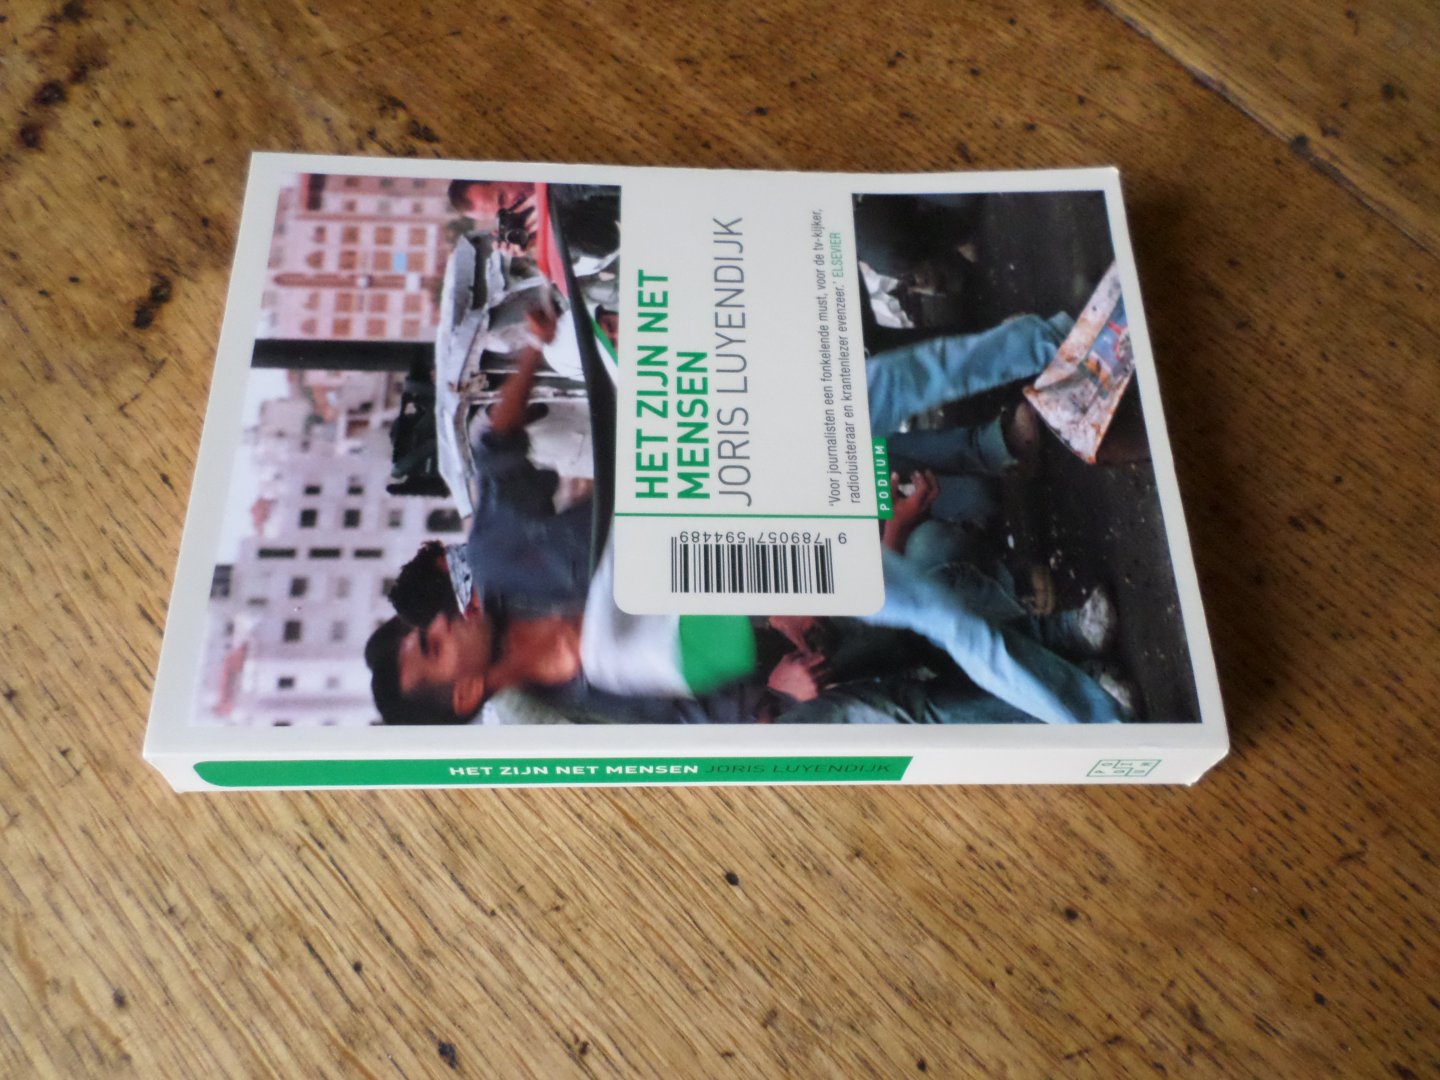 HET ZIJN NET
MENSEN
JORIS LUYENDIJK
'Voor journalisten een fonkelende must, voor de tv-kijker,
radioluisteraar en krantenlezer evenzeer.' ELSEVIER
PODIUM
9 789057 594489
HET ZIJN NET MENSEN JORIS LUYENDIJK